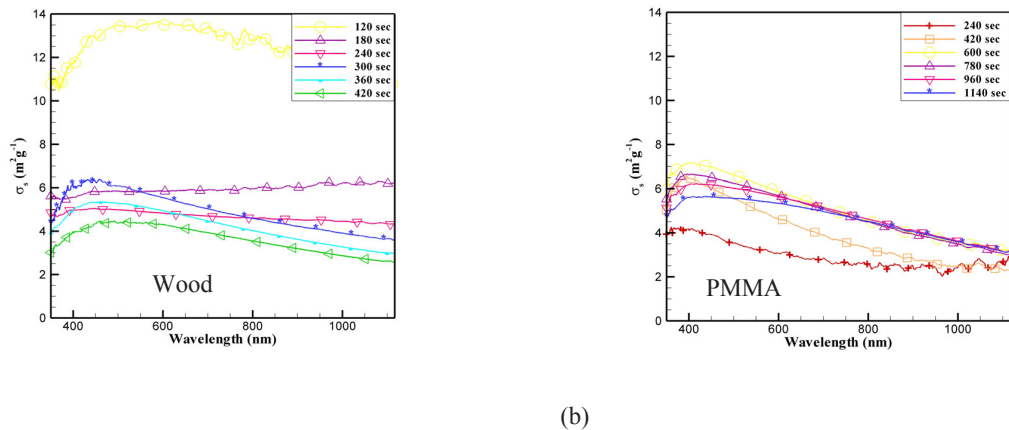 14
12
10
8
6
4
2
0
σs (m²g⁻¹)
120 sec
180 sec
240 sec
300 sec
360 sec
420 sec
Wood
400 600 800 1000
Wavelength (nm)
14
12
10
8
6
4
2
0
σs (m²g⁻¹)
240 sec
420 sec
600 sec
780 sec
960 sec
1140 sec
PMMA
400 600 800 1000
Wavelength (nm)
(b)